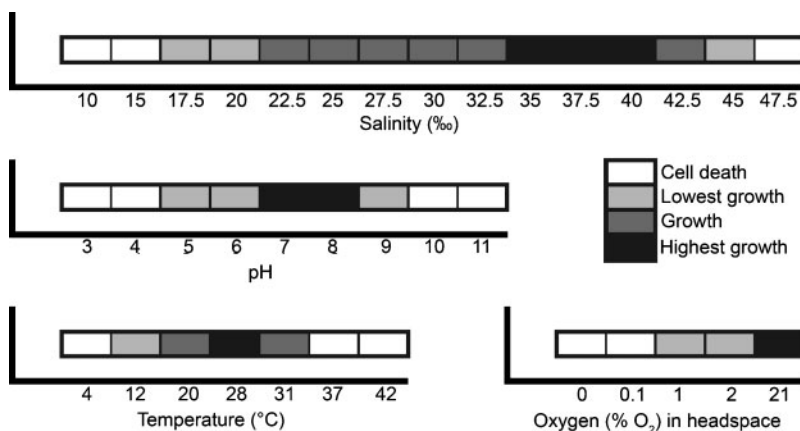 10 15 17.5 20 22.5 25 27.5 30 32.5 35 37.5 40 42.5 45 47.5
Salinity (‰)
Cell death
Lowest growth
Growth
Highest growth
3 4 5 6 7 8 9 10 11
pH
4 12 20 28 31 37 42
Temperature (°C)
0 0.1 1 2 21
Oxygen (% O₂) in headspace